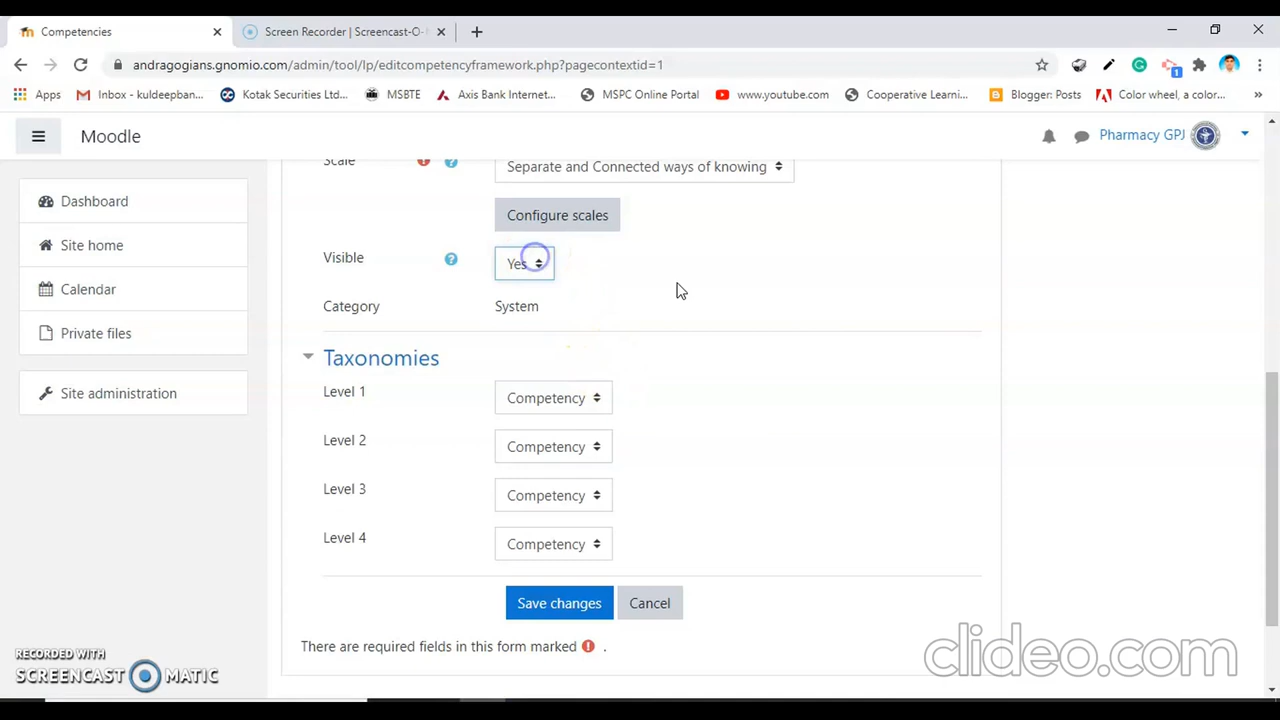 Competencies
Screen Recorder | Screencast-O-
andragogians.gnomio.com/admin/tool/lp/editcompetencyframework.php?pagecontextid=1
1
Apps
Inbox - kuldeepban...
Kotak Securities Ltd...
MSBTE
Axis Bank Internet...
MSPC Online Portal
www.youtube.com
Cooperative Learni...
Blogger: Posts
Color wheel, a color...
»
Moodle
Pharmacy GPJ
Dashboard
Site home
Calendar
Private files
Site administration
Scale
Separate and Connected ways of knowing
Configure scales
Visible
Yes
Category
System
Taxonomies
Level 1
Competency
Level 2
Competency
Level 3
Competency
Level 4
Competency
Save changes
Cancel
There are required fields in this form marked .
RECORDED WITH
SCREENCAST MATIC
clideo.com